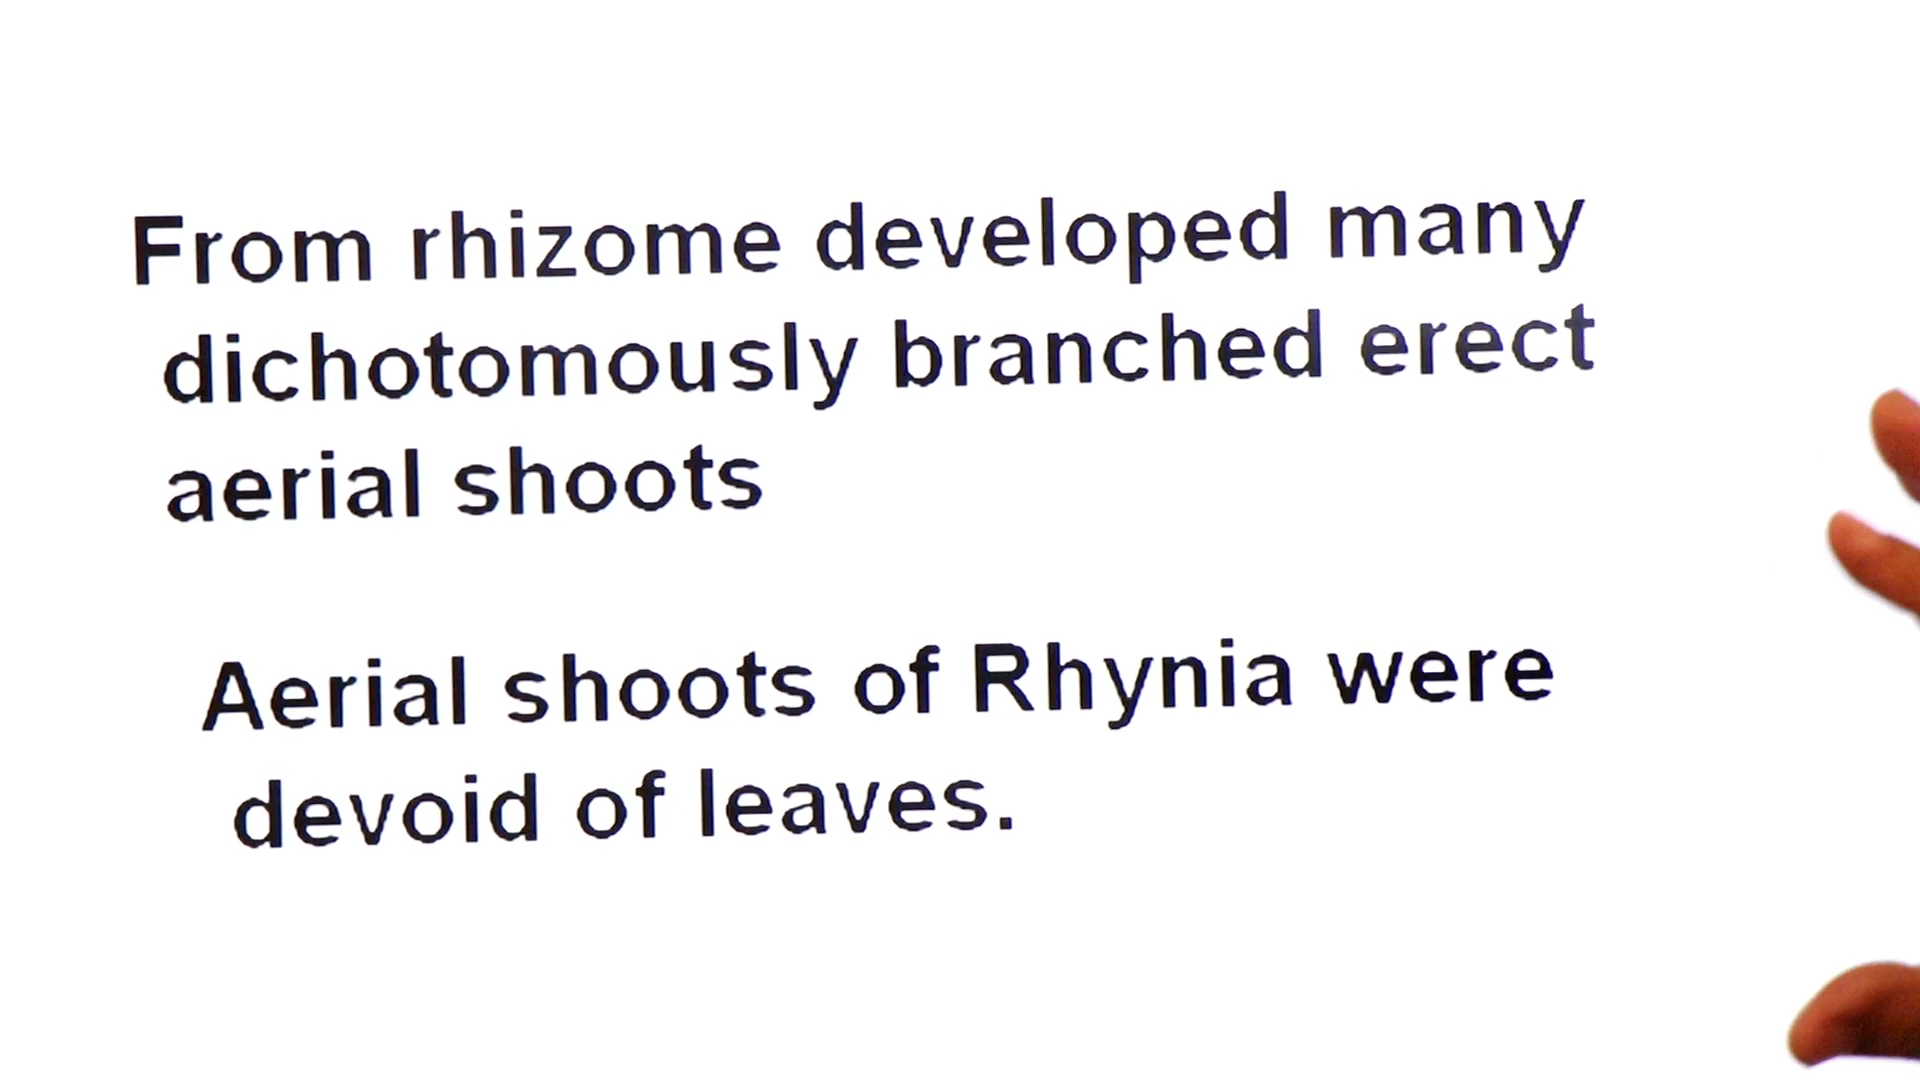 From rhizome developed many
dichotomously branched erect
aerial shoots
Aerial shoots of Rhynia were
devoid of leaves.